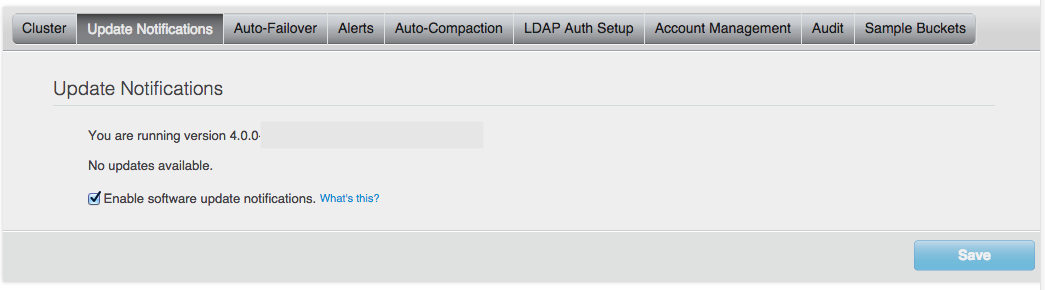 Cluster Update Notifications Auto-Failover Alerts Auto-Compaction LDAP Auth Setup Account Management Audit Sample Buckets
Update Notifications
You are running version 4.0.0-
No updates available.
Enable software update notifications. What's this?
Save